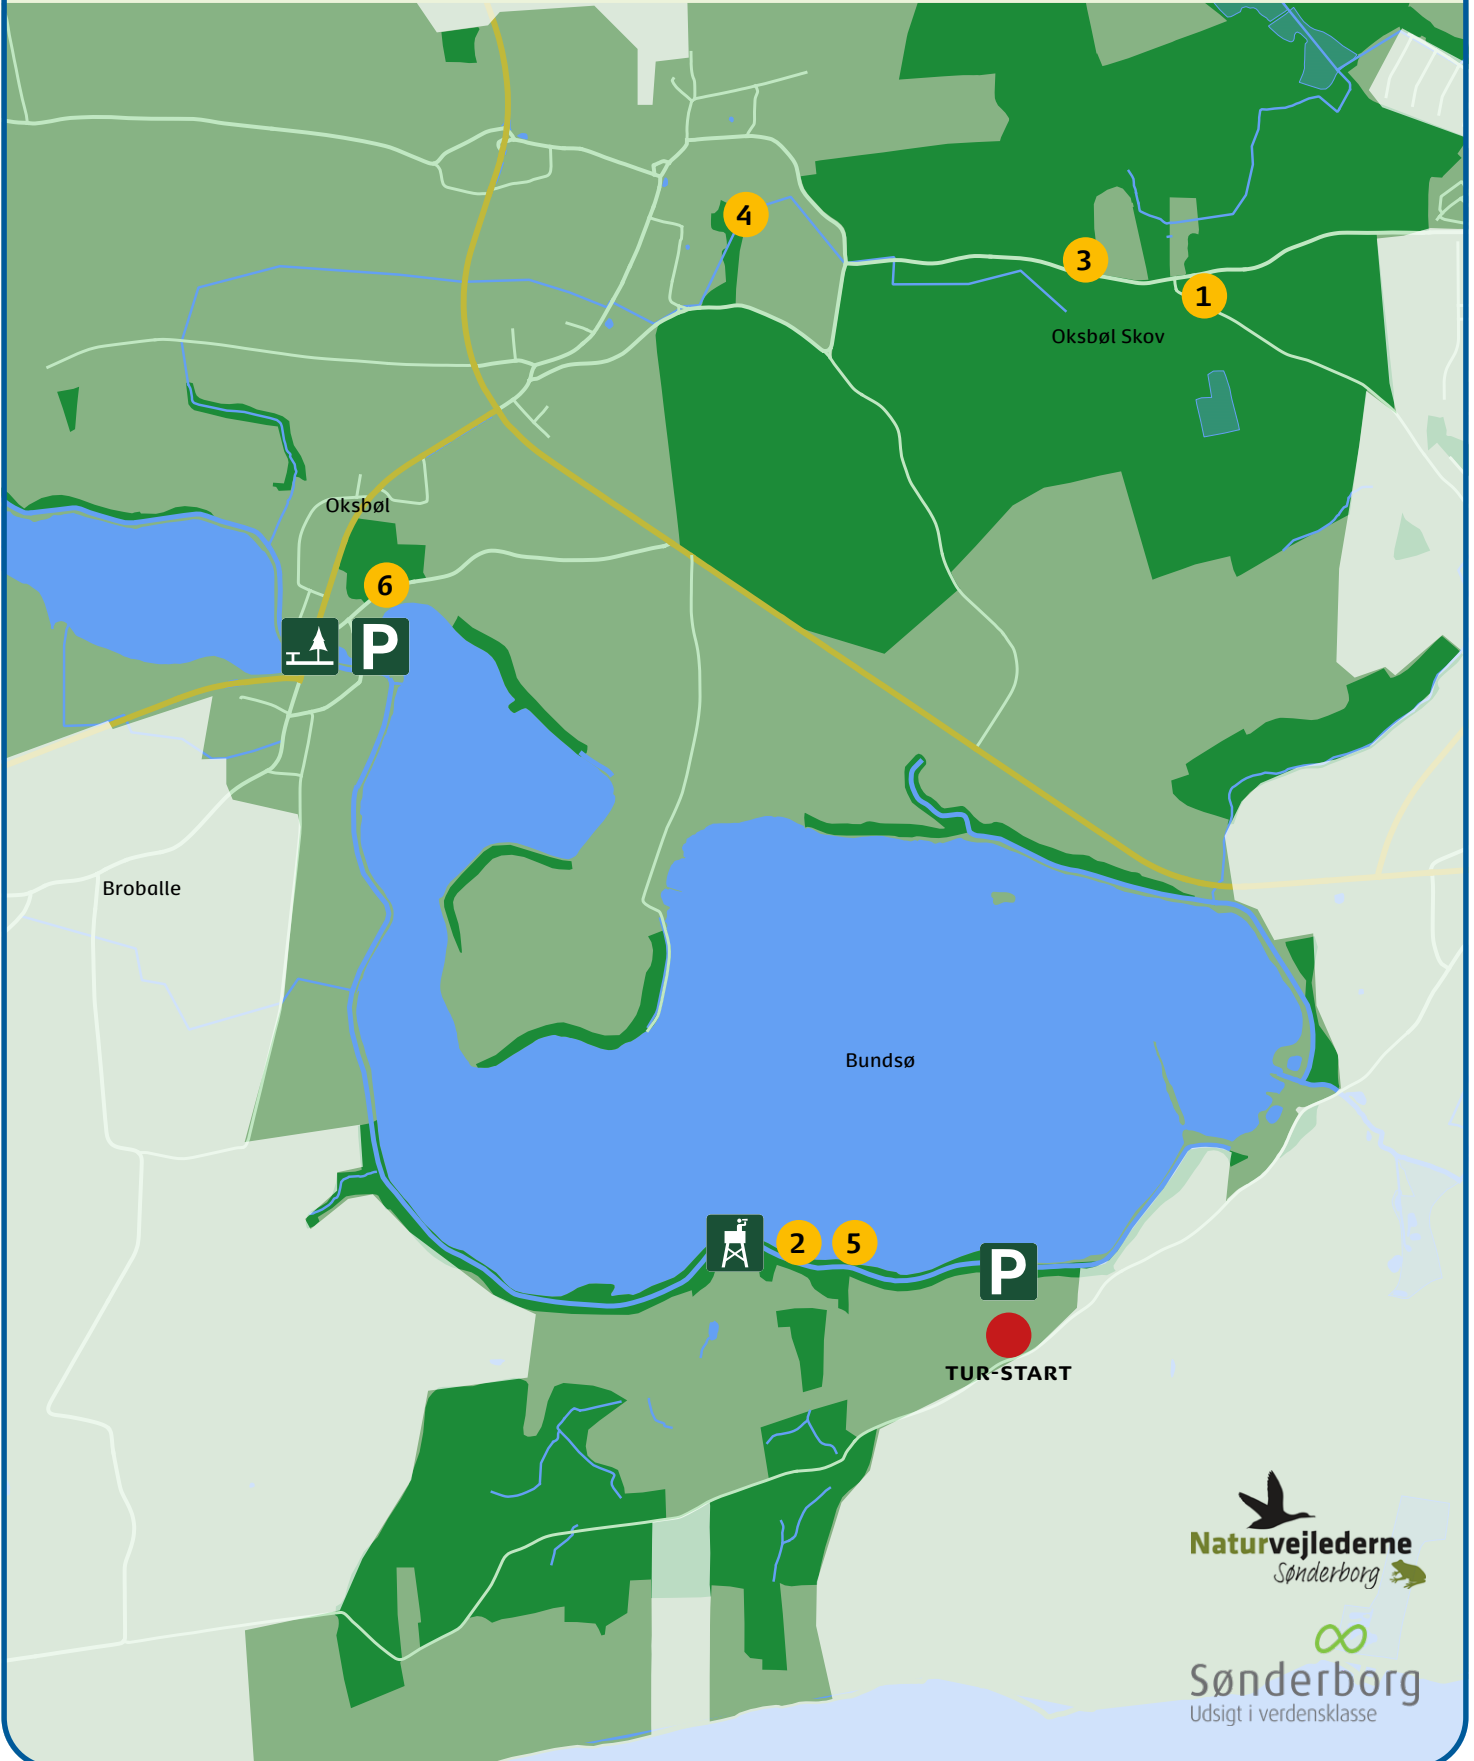 4
3
1
Oksbøl Skov
Oksbøl
6
P
Broballe
Bundsø
2
5
P
TUR-START
Naturvejlederne
Sønderborg
Sønderborg
Udsigt i verdensklasse